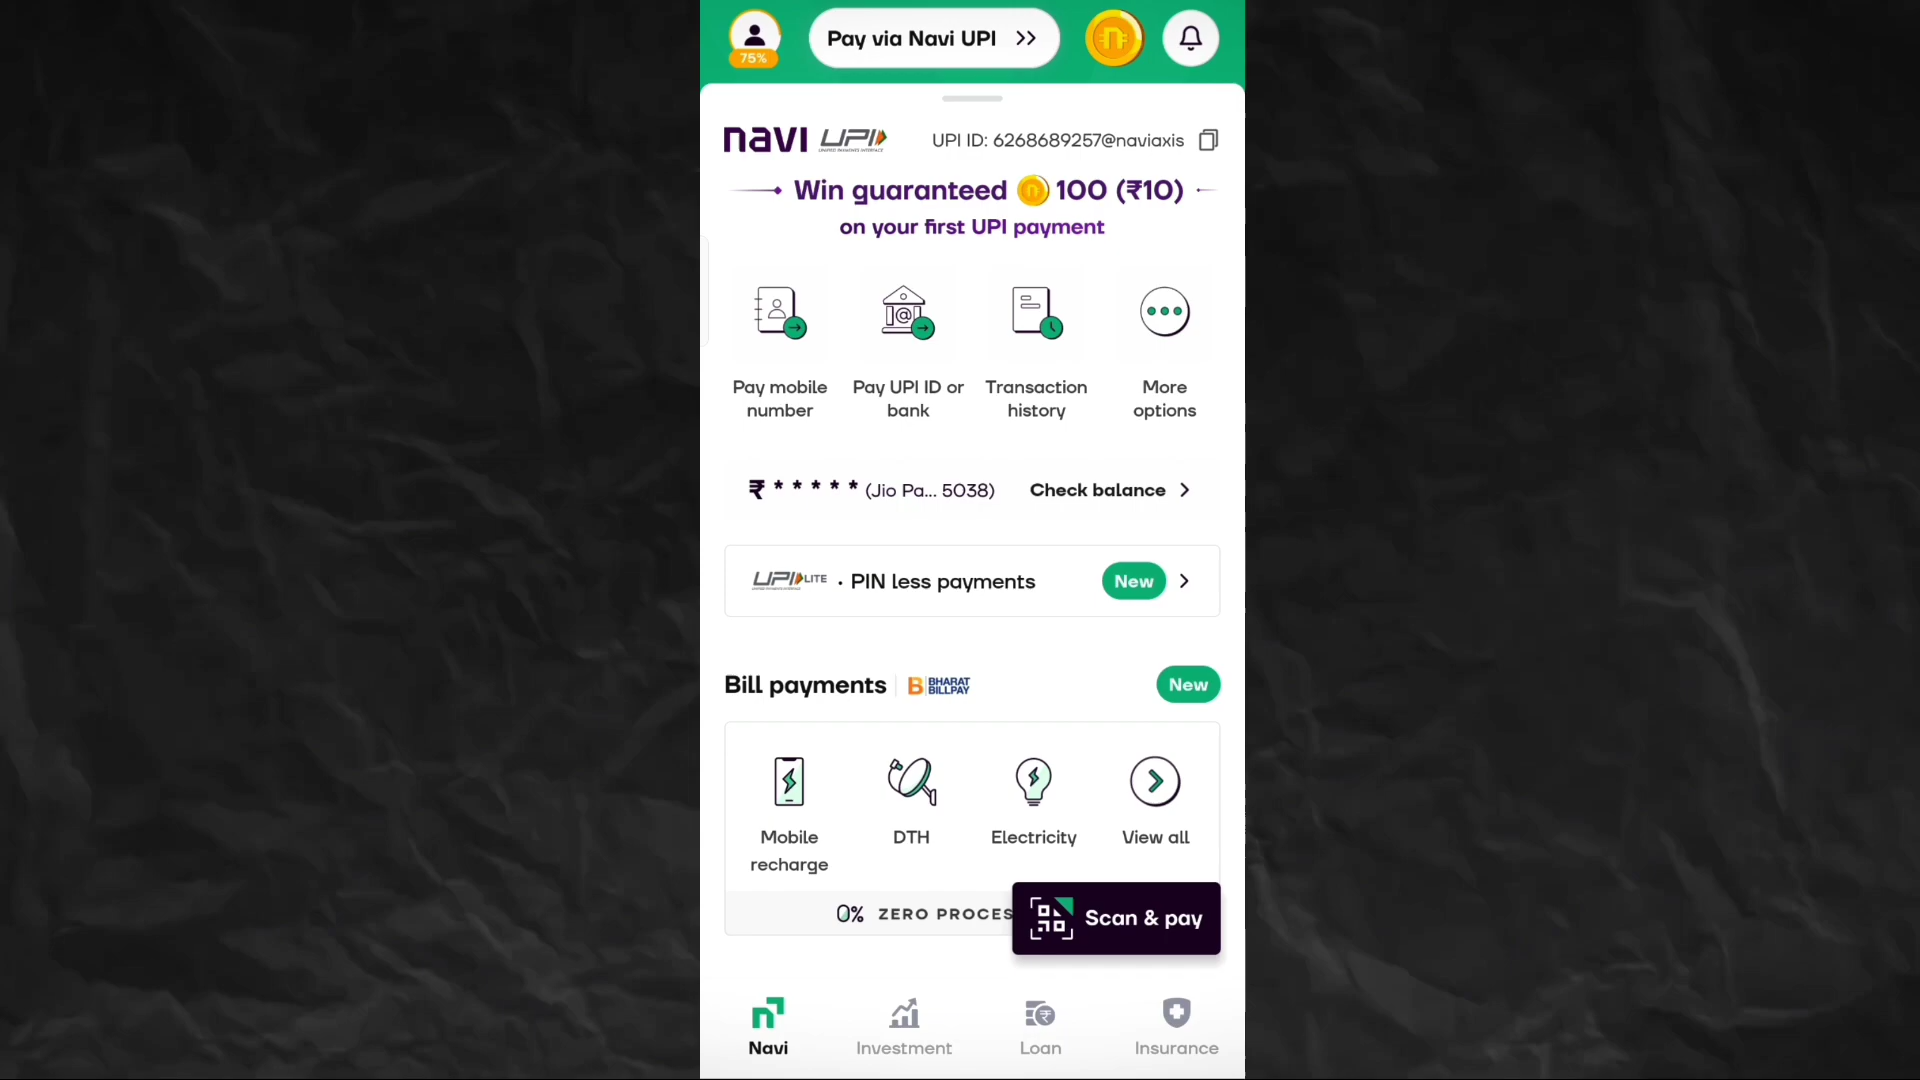 75%
Pay via Navi UPI >>
navi UPI UPI ID: 6268689257@naviaxis
UNIFIED PAYMENTS INTERFACE
Win guaranteed n 100 (₹10)
on your first UPI payment
Pay mobile number
Pay UPI ID or bank
Transaction history
More options
₹ * * * * * (Jio Pa... 5038) Check balance >
UPI LITE · PIN less payments New >
Bill payments B BHARAT BILLPAY New
Mobile recharge
DTH
Electricity
View all
0% ZERO PROCES
Scan & pay
Navi Investment Loan Insurance